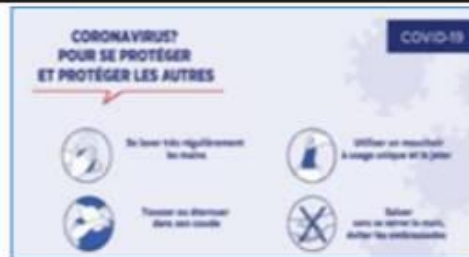 CORONAVIRUS?
POUR SE PROTÉGER
ET PROTÉGER LES AUTRES
COVID-19
Se laver très régulièrement
les mains
Utiliser un mouchoir
à usage unique et le jeter
Tousser ou éternuer
dans son coude
Saluer
sans se serrer la main,
éviter les embrassades